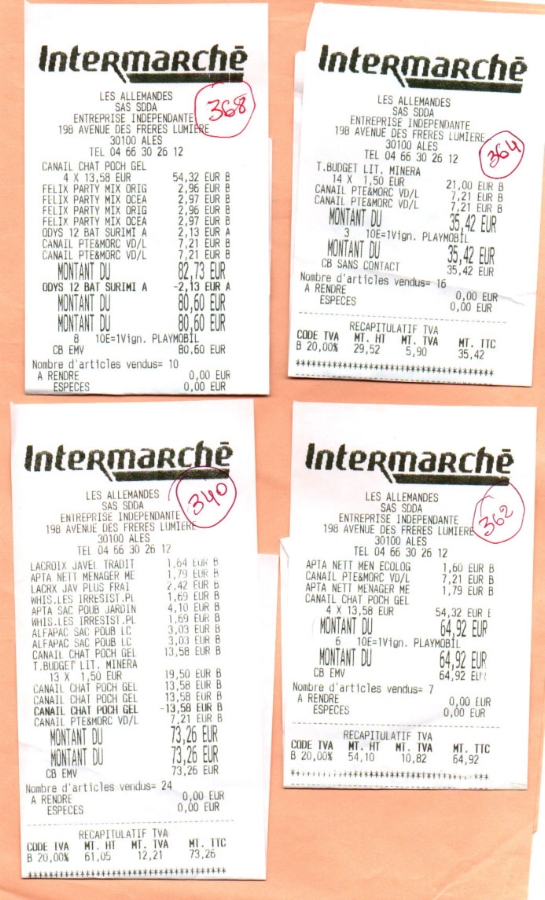 InteRmaRchē
LES ALLEMANDES
SAS SDDA
ENTREPRISE INDEPENDANTE
198 AVENUE DES FRERES LUMIERE
30100 ALES
TEL 04 66 30 26 12
368
CANAIL CHAT POCH GEL
4 X 13,58 EUR 54,32 EUR B
FELIX PARTY MIX ORIG 2,96 EUR B
FELIX PARTY MIX OCEA 2,97 EUR B
FELIX PARTY MIX ORIG 2,96 EUR B
FELIX PARTY MIX OCEA 2,97 EUR B
ODYS 12 BAT SURIMI A 2,13 EUR A
CANAIL PTE&MORC VD/L 7,21 EUR B
CANAIL PTE&MORC VD/L 7,21 EUR B
MONTANT DU 82,73 EUR
ODYS 12 BAT SURIMI A -2,13 EUR A
MONTANT DU 80,60 EUR
MONTANT DU 80,60 EUR
8 10E=1Vign. PLAYMOBIL
CB EMV 80,60 EUR
Nombre d'articles vendus= 10
A RENDRE 0,00 EUR
ESPECES 0,00 EUR
InteRmaRchē
LES ALLEMANDES
SAS SDDA
ENTREPRISE INDEPENDANTE
198 AVENUE DES FRERES LUMIERE
30100 ALES
TEL 04 66 30 26 12
364
T.BUDGET LIT. MINERA
14 X 1,50 EUR 21,00 EUR B
CANAIL PTE&MORC VD/L 7,21 EUR B
CANAIL PTE&MORC VD/L 7,21 EUR B
MONTANT DU 35,42 EUR
3 10E=1Vign. PLAYMOBIL
MONTANT DU 35,42 EUR
CB SANS CONTACT 35,42 EUR
Nombre d'articles vendus= 16
A RENDRE 0,00 EUR
ESPECES 0,00 EUR
RECAPITULATIF TVA
CODE TVA MT. HT MT. TVA MT. TTC
B 20,00% 29,52 5,90 35,42
InteRmaRchē
LES ALLEMANDES
SAS SDDA
ENTREPRISE INDEPENDANTE
198 AVENUE DES FRERES LUMIERE
30100 ALES
TEL 04 66 30 26 12
340
LACROIX JAVEL TRADIT 1,64 EUR B
APTA NETT MENAGER ME 1,79 EUR B
LACRX JAV PLUS FRAI 2,42 EUR B
WHIS.LES IRRESIST.PL 1,69 EUR B
APTA SAC POUB JARDIN 4,10 EUR B
WHIS.LES IRRESIST.PL 1,69 EUR B
ALFAPAC SAC POUB LC 3,03 EUR B
ALFAPAC SAC POUB LC 3,03 EUR B
CANAIL CHAT POCH GEL 13,58 EUR B
T.BUDGET LIT. MINERA
13 X 1,50 EUR 19,50 EUR B
CANAIL CHAT POCH GEL 13,58 EUR B
CANAIL CHAT POCH GEL 13,58 EUR B
CANAIL CHAT POCH GEL -13,58 EUR B
CANAIL PTE&MORC VD/L 7,21 EUR B
MONTANT DU 73,26 EUR
MONTANT DU 73,26 EUR
CB EMV 73,26 EUR
Nombre d'articles vendus= 24
A RENDRE 0,00 EUR
ESPECES 0,00 EUR
RECAPITULATIF TVA
CODE TVA MT. HT MT. TVA MT. TTC
B 20,00% 61,05 12,21 73,26
InteRmaRchē
LES ALLEMANDES
SAS SDDA
ENTREPRISE INDEPENDANTE
198 AVENUE DES FRERES LUMIERE
30100 ALES
TEL 04 66 30 26 12
362
APTA NETT MEN ECOLOG 1,60 EUR B
CANAIL PTE&MORC VD/L 7,21 EUR B
APTA NETT MENAGER ME 1,79 EUR B
CANAIL CHAT POCH GEL
4 X 13,58 EUR 54,32 EUR
MONTANT DU 64,92 EUR
6 10E=1Vign. PLAYMOBIL
MONTANT DU 64,92 EUR
CB EMV 64,92 EUR
Nombre d'articles vendus= 7
A RENDRE 0,00 EUR
ESPECES 0,00 EUR
RECAPITULATIF TVA
CODE TVA MT. HT MT. TVA MT. TTC
B 20,00% 54,10 10,82 64,92